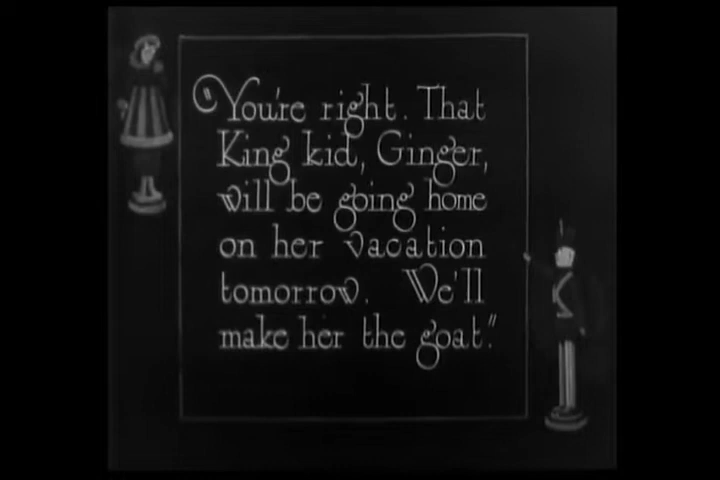 "You're right. That
King kid, Ginger,
will be going home
on her vacation
tomorrow. We'll
make her the goat."